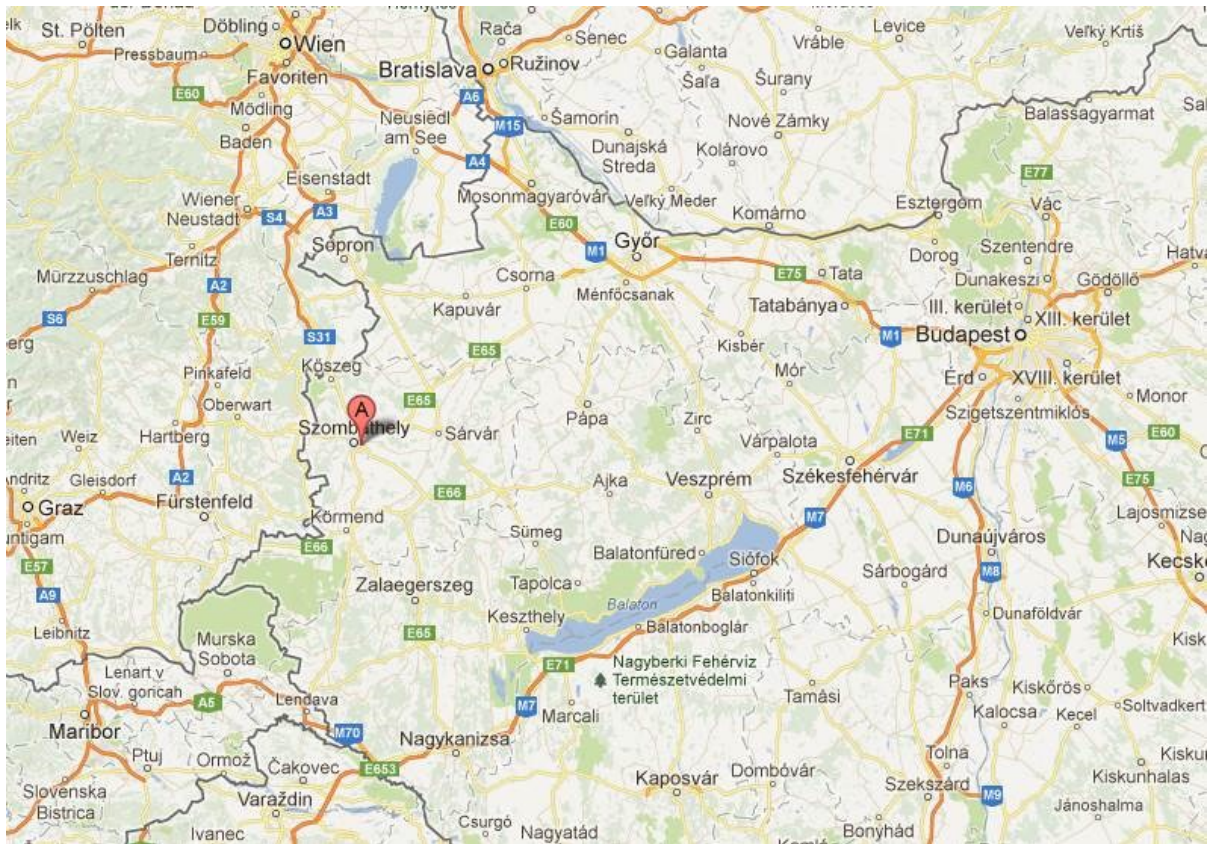 St. Pölten
Döbling
Wien
Pressbaum
Favoriten
E60
Mödling
Baden
Rača
Ružinov
Bratislava
Senec
Galanta
Šaľa
Vráble
Šurany
Levice
Veľký Krtíš
A6
M15
Šamorín
Neusiedl
am See
A4
Dunajská
Streda
Nové Zámky
Kolárovo
Balassagyarmat
E77
Eisenstadt
Wiener
Neustadt
S4
A3
Mosonmagyaróvár
Veľký Meder
E60
Komárno
Esztergom
Vác
Sopron
M1
Győr
Dorog
Szentendre
Ternitz
Mürzzuschlag
A2
Csorna
Ménfőcsanak
E75
Tata
Dunakeszi
Gödöllő
Kapuvár
Tatabánya
III. kerület
S6
E59
S31
XIII. kerület
M1
Budapest
Kisbér
E65
Kőszeg
Pinkafeld
Mór
Érd
XVIII. kerület
Monor
Oberwart
A
E65
Pápa
Zirc
Szigetszentmiklós
Weiz
Hartberg
Szombathely
Sárvár
Várpalota
E71
M5
E60
Gleisdorf
A2
E66
Ajka
Veszprém
Székesfehérvár
M6
E75
Graz
Fürstenfeld
Körmend
M7
Lajosmizse
Sümeg
Dunaújváros
E66
Balatonfüred
Siófok
E57
Zalaegerszeg
Tapolca
Sárbogárd
M8
A9
Balaton
Balatonkiliti
Keszthely
Dunaföldvár
Leibnitz
E65
Balatonboglár
Murska
Sobota
Lenart v
Slov. goricah
E71
Nagyberki Fehérvíz
Természetvédelmi
terület
A5
Lendava
M7
Tamási
Paks
Kiskőrös
Maribor
Marcali
Kalocsa
Kecel
Soltvadkert
M70
Nagykanizsa
Ptuj
Ormož
Čakovec
E653
Tolna
Kaposvár
Dombóvár
Kiskunhalas
Slovenska
Bistrica
Varaždin
Szekszárd
M9
Jánoshalma
Ivanec
Csurgó
Nagyatád
Bonyhád